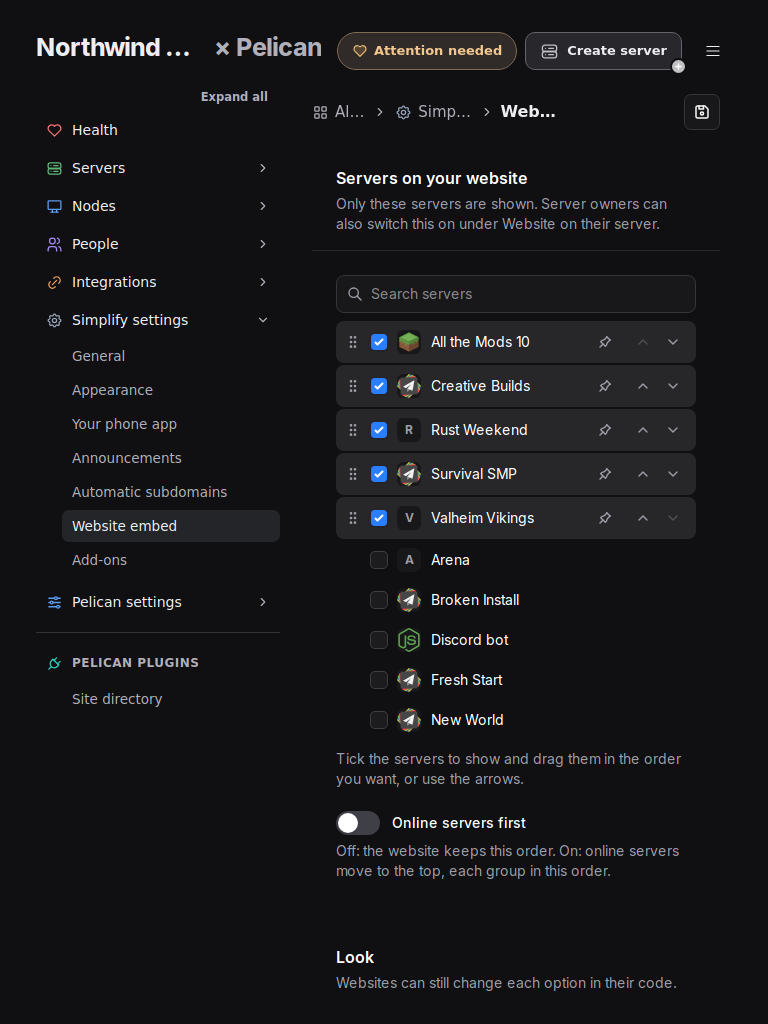 Northwind ... × Pelican
Attention needed
Create server
Expand all
Al... > Simp... > Web...
Health
Servers
Nodes
People
Integrations
Simplify settings
General
Appearance
Your phone app
Announcements
Automatic subdomains
Website embed
Add-ons
Pelican settings
PELICAN PLUGINS
Site directory
Servers on your website
Only these servers are shown. Server owners can
also switch this on under Website on their server.
Search servers
All the Mods 10
Creative Builds
R Rust Weekend
Survival SMP
V Valheim Vikings
A Arena
Broken Install
JS Discord bot
Fresh Start
New World
Tick the servers to show and drag them in the order
you want, or use the arrows.
Online servers first
Off: the website keeps this order. On: online servers
move to the top, each group in this order.
Look
Websites can still change each option in their code.